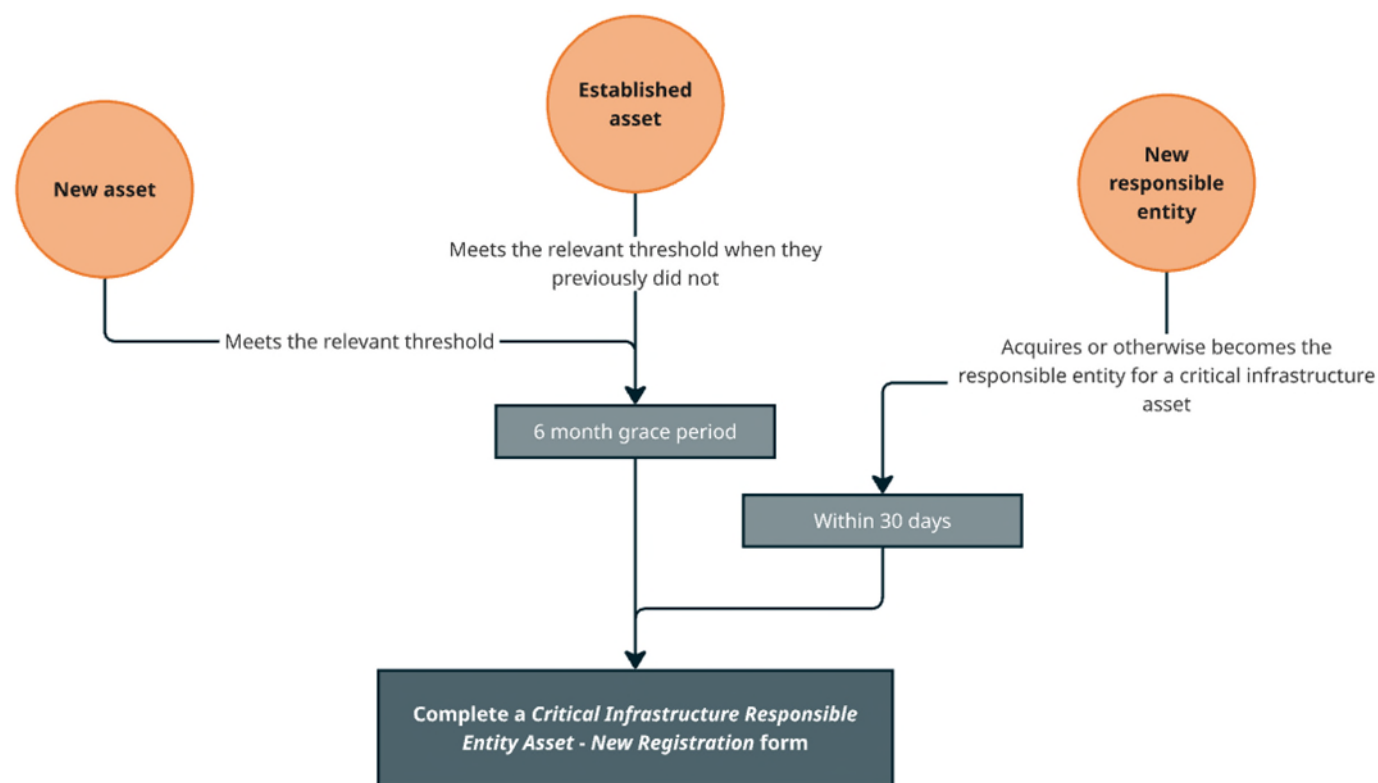 Established
asset
New asset
New
responsible
entity
Meets the relevant threshold when they
previously did not
Meets the relevant threshold
Acquires or otherwise becomes the
responsible entity for a critical infrastructure
asset
6 month grace period
Within 30 days
Complete a Critical Infrastructure Responsible
Entity Asset - New Registration form